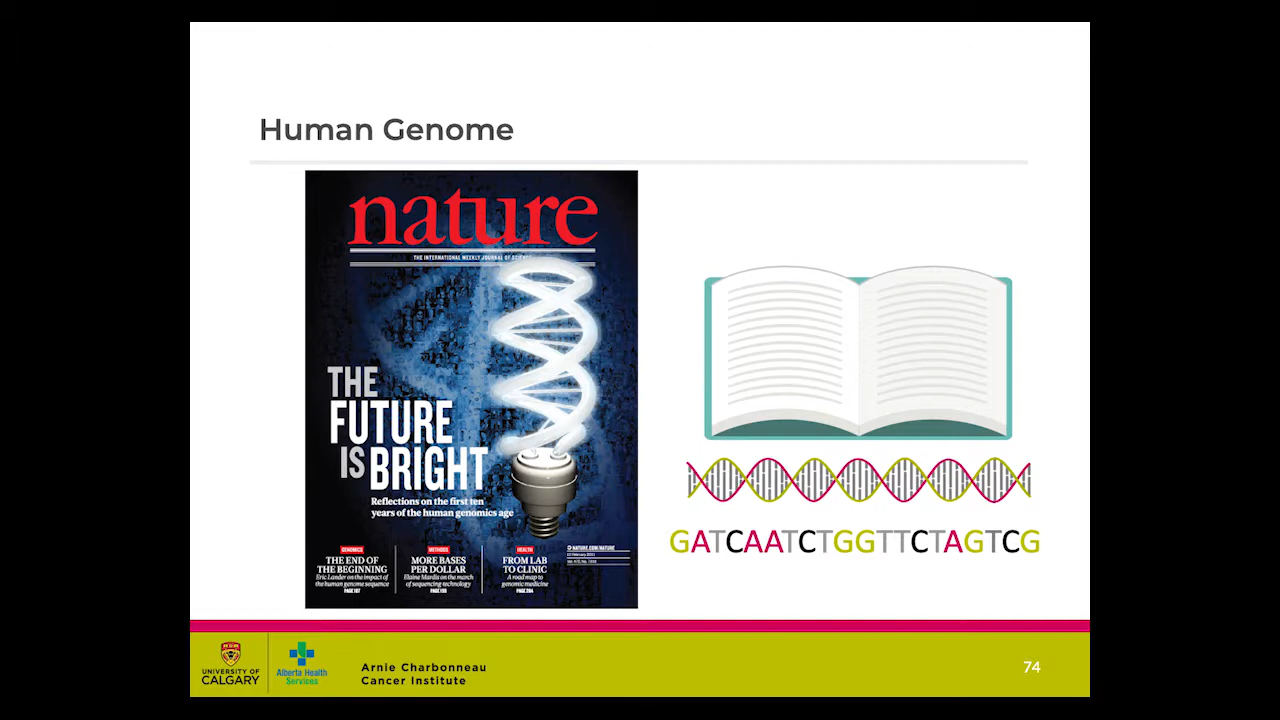 Human Genome
nature
THE INTERNATIONAL WEEKLY JOURNAL OF SCIENCE
THE
FUTURE
IS BRIGHT
Reflections on the first ten
years of the human genomics age
GENOMICS
THE END OF
THE BEGINNING
Eric Lander on the impact of
the human genome sequence
PAGE 187
METHODS
MORE BASES
PER DOLLAR
Elaine Mardis on the march
of sequencing technology
HEALTH
FROM LAB
TO CLINIC
A road map to
genomic medicine
PAGE 204
NATURE.COM/NATURE
GATCAATCTGGTTCTAGTCG
UNIVERSITY OF
CALGARY
Alberta Health
Services
Arnie Charbonneau
Cancer Institute
74